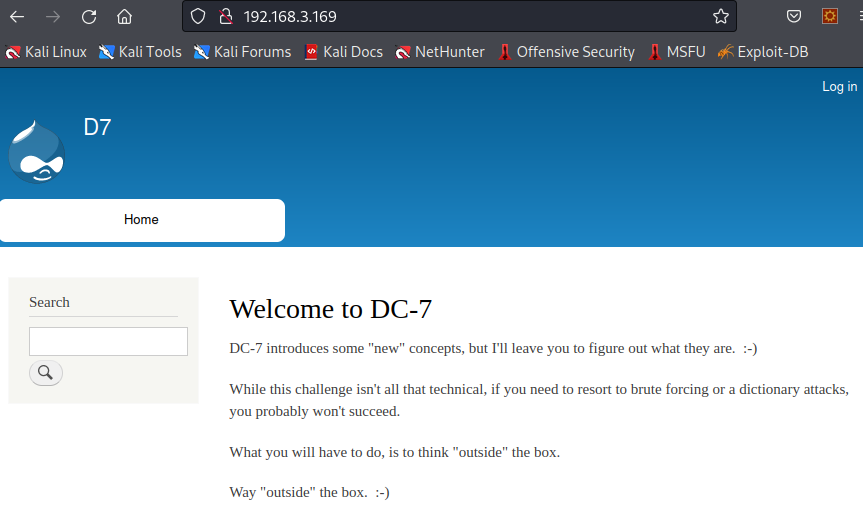 192.168.3.169
Kali Linux Kali Tools Kali Forums Kali Docs NetHunter Offensive Security MSFU Exploit-DB
Log in
D7
Home
Search
Welcome to DC-7
DC-7 introduces some "new" concepts, but I'll leave you to figure out what they are.  :-)
While this challenge isn't all that technical, if you need to resort to brute forcing or a dictionary attacks,
you probably won't succeed.
What you will have to do, is to think "outside" the box.
Way "outside" the box.  :-)